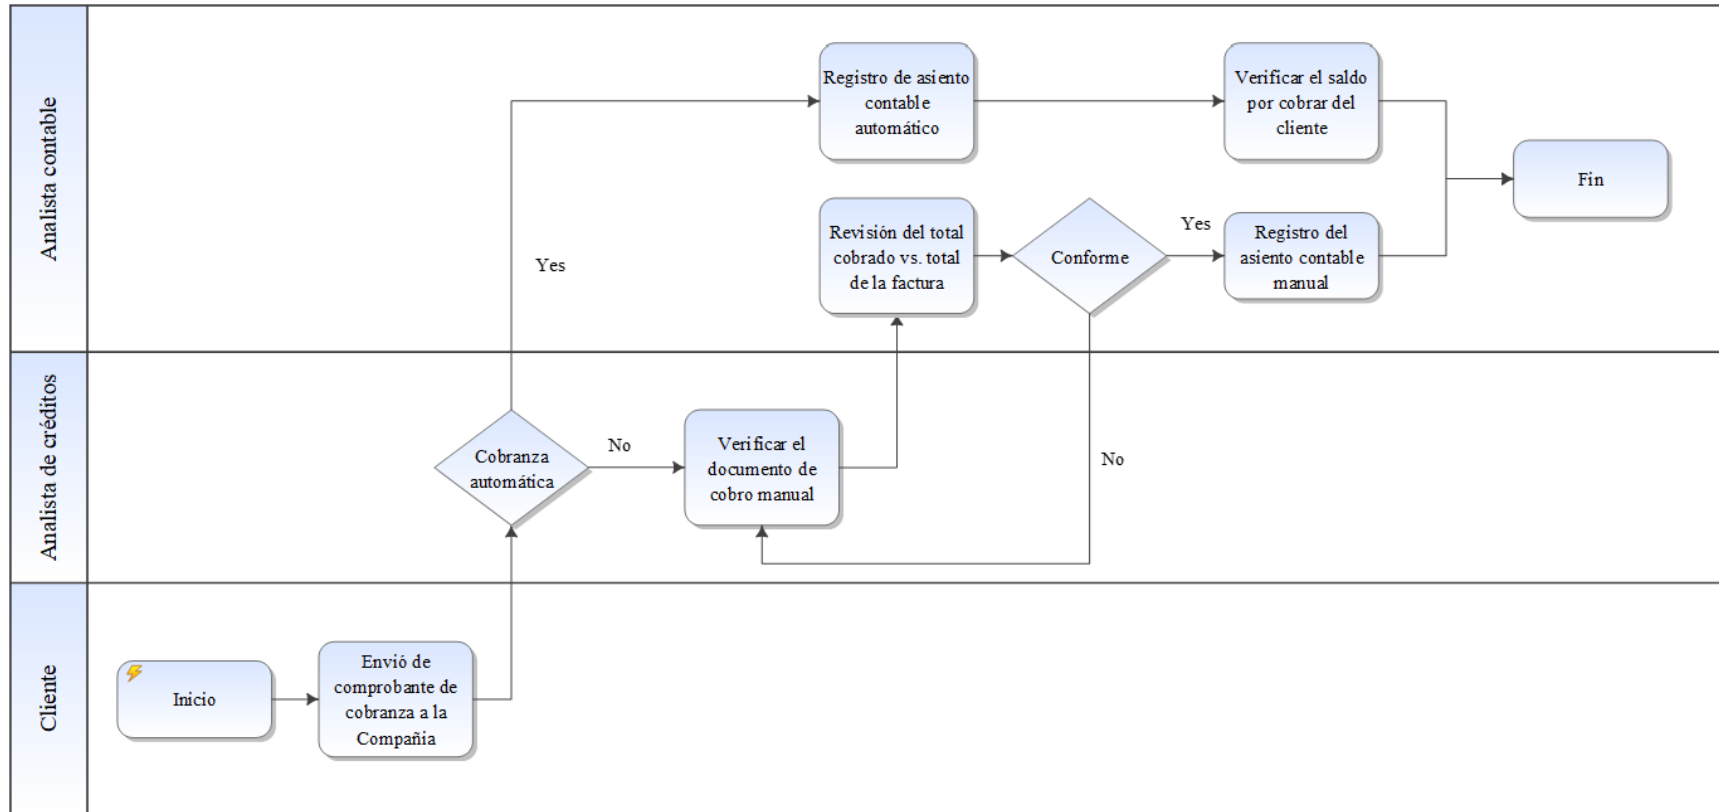 Analista contable
Registro de asiento
contable
automático
Verificar el saldo
por cobrar del
cliente
Fin
Yes
Revisión del total
cobrado vs. total
de la factura
Conforme
Yes
Registro del
asiento contable
manual
Analista de créditos
Cobranza
automática
No
Verificar el
documento de
cobro manual
No
Cliente
Inicio
Envió de
comprobante de
cobranza a la
Compañia